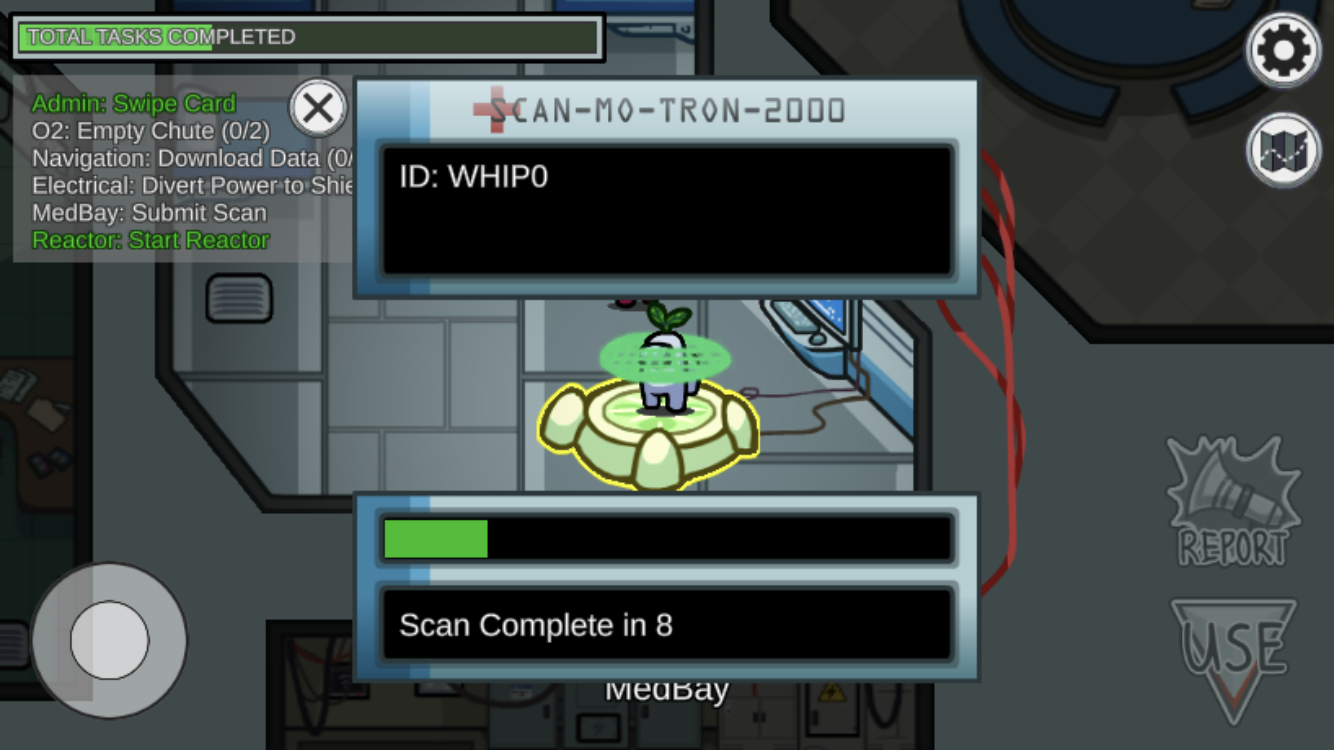 TOTAL TASKS COMPLETED
Admin: Swipe Card
O2: Empty Chute (0/2)
Navigation: Download Data (0/
Electrical: Divert Power to Shie
MedBay: Submit Scan
Reactor: Start Reactor
SCAN-MO-TRON-2000
ID: WHIP0
Scan Complete in 8
MedBay
REPORT
USE